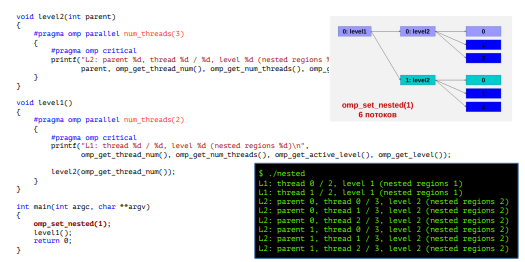 void level2(int parent)
{
#pragma omp parallel num_threads(3)
{
#pragma omp critical
printf("L2: parent %d, thread %d / %d, level %d (nested regions %
parent, omp_get_thread_num(), omp_get_num_threads(), omp_g
}
}
void level1()
{
#pragma omp parallel num_threads(2)
{
#pragma omp critical
printf("L1: thread %d / %d, level %d (nested regions %d)\n",
omp_get_thread_num(), omp_get_num_threads(), omp_get_active_level(), omp_get_level());
level2(omp_get_thread_num());
}
}
int main(int argc, char **argv)
{
omp_set_nested(1);
level1();
return 0;
}
0: level1
0: level2
0
1: level2
0
omp_set_nested(1)
6 потоков
$ ./nested
L1: thread 0 / 2, level 1 (nested regions 1)
L1: thread 1 / 2, level 1 (nested regions 1)
L2: parent 0, thread 0 / 3, level 2 (nested regions 2)
L2: parent 0, thread 1 / 3, level 2 (nested regions 2)
L2: parent 0, thread 2 / 3, level 2 (nested regions 2)
L2: parent 1, thread 0 / 3, level 2 (nested regions 2)
L2: parent 1, thread 1 / 3, level 2 (nested regions 2)
L2: parent 1, thread 2 / 3, level 2 (nested regions 2)